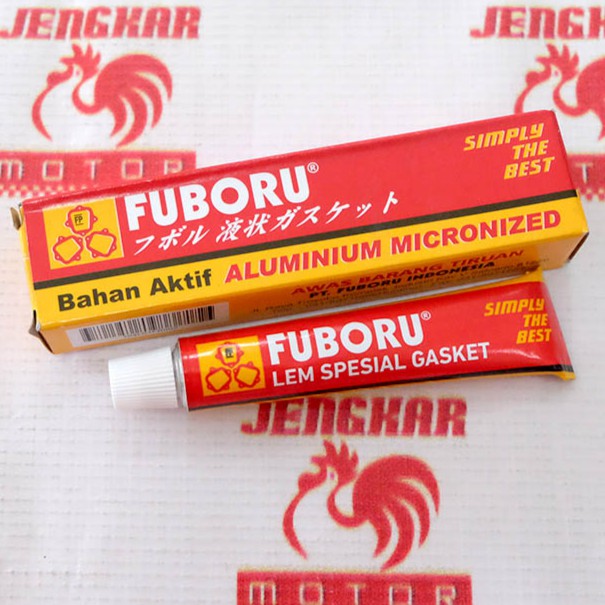 JENGKAR
MOTOR
SIMPLY
THE
BEST
FUBORU®
フボル 液状ガスケット
Bahan Aktif ALUMINIUM MICRONIZED
AWAS BARANG TIRUAN
PT. FUBORU INDONESIA
SIMPLY
THE
BEST
FUBORU®
LEM SPESIAL GASKET
JENGKAR
MOTOR